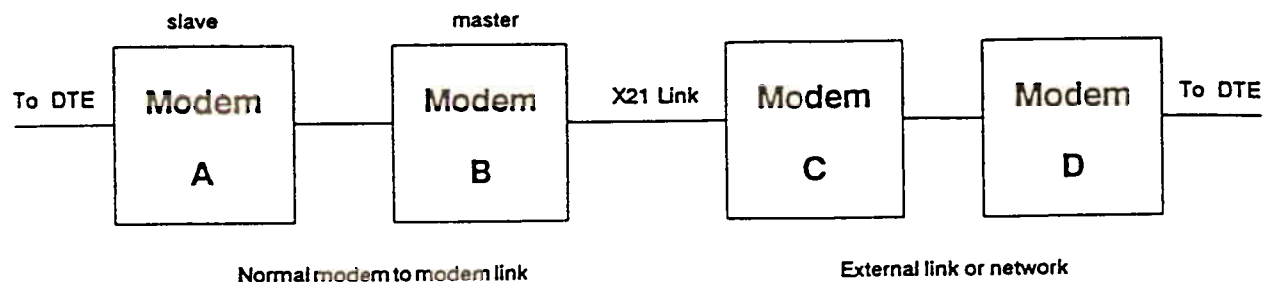 slave
master
To DTE
Modem
A
Modem
B
X21 Link
Modem
C
Modem
D
To DTE
Normal modem to modem link
External link or network